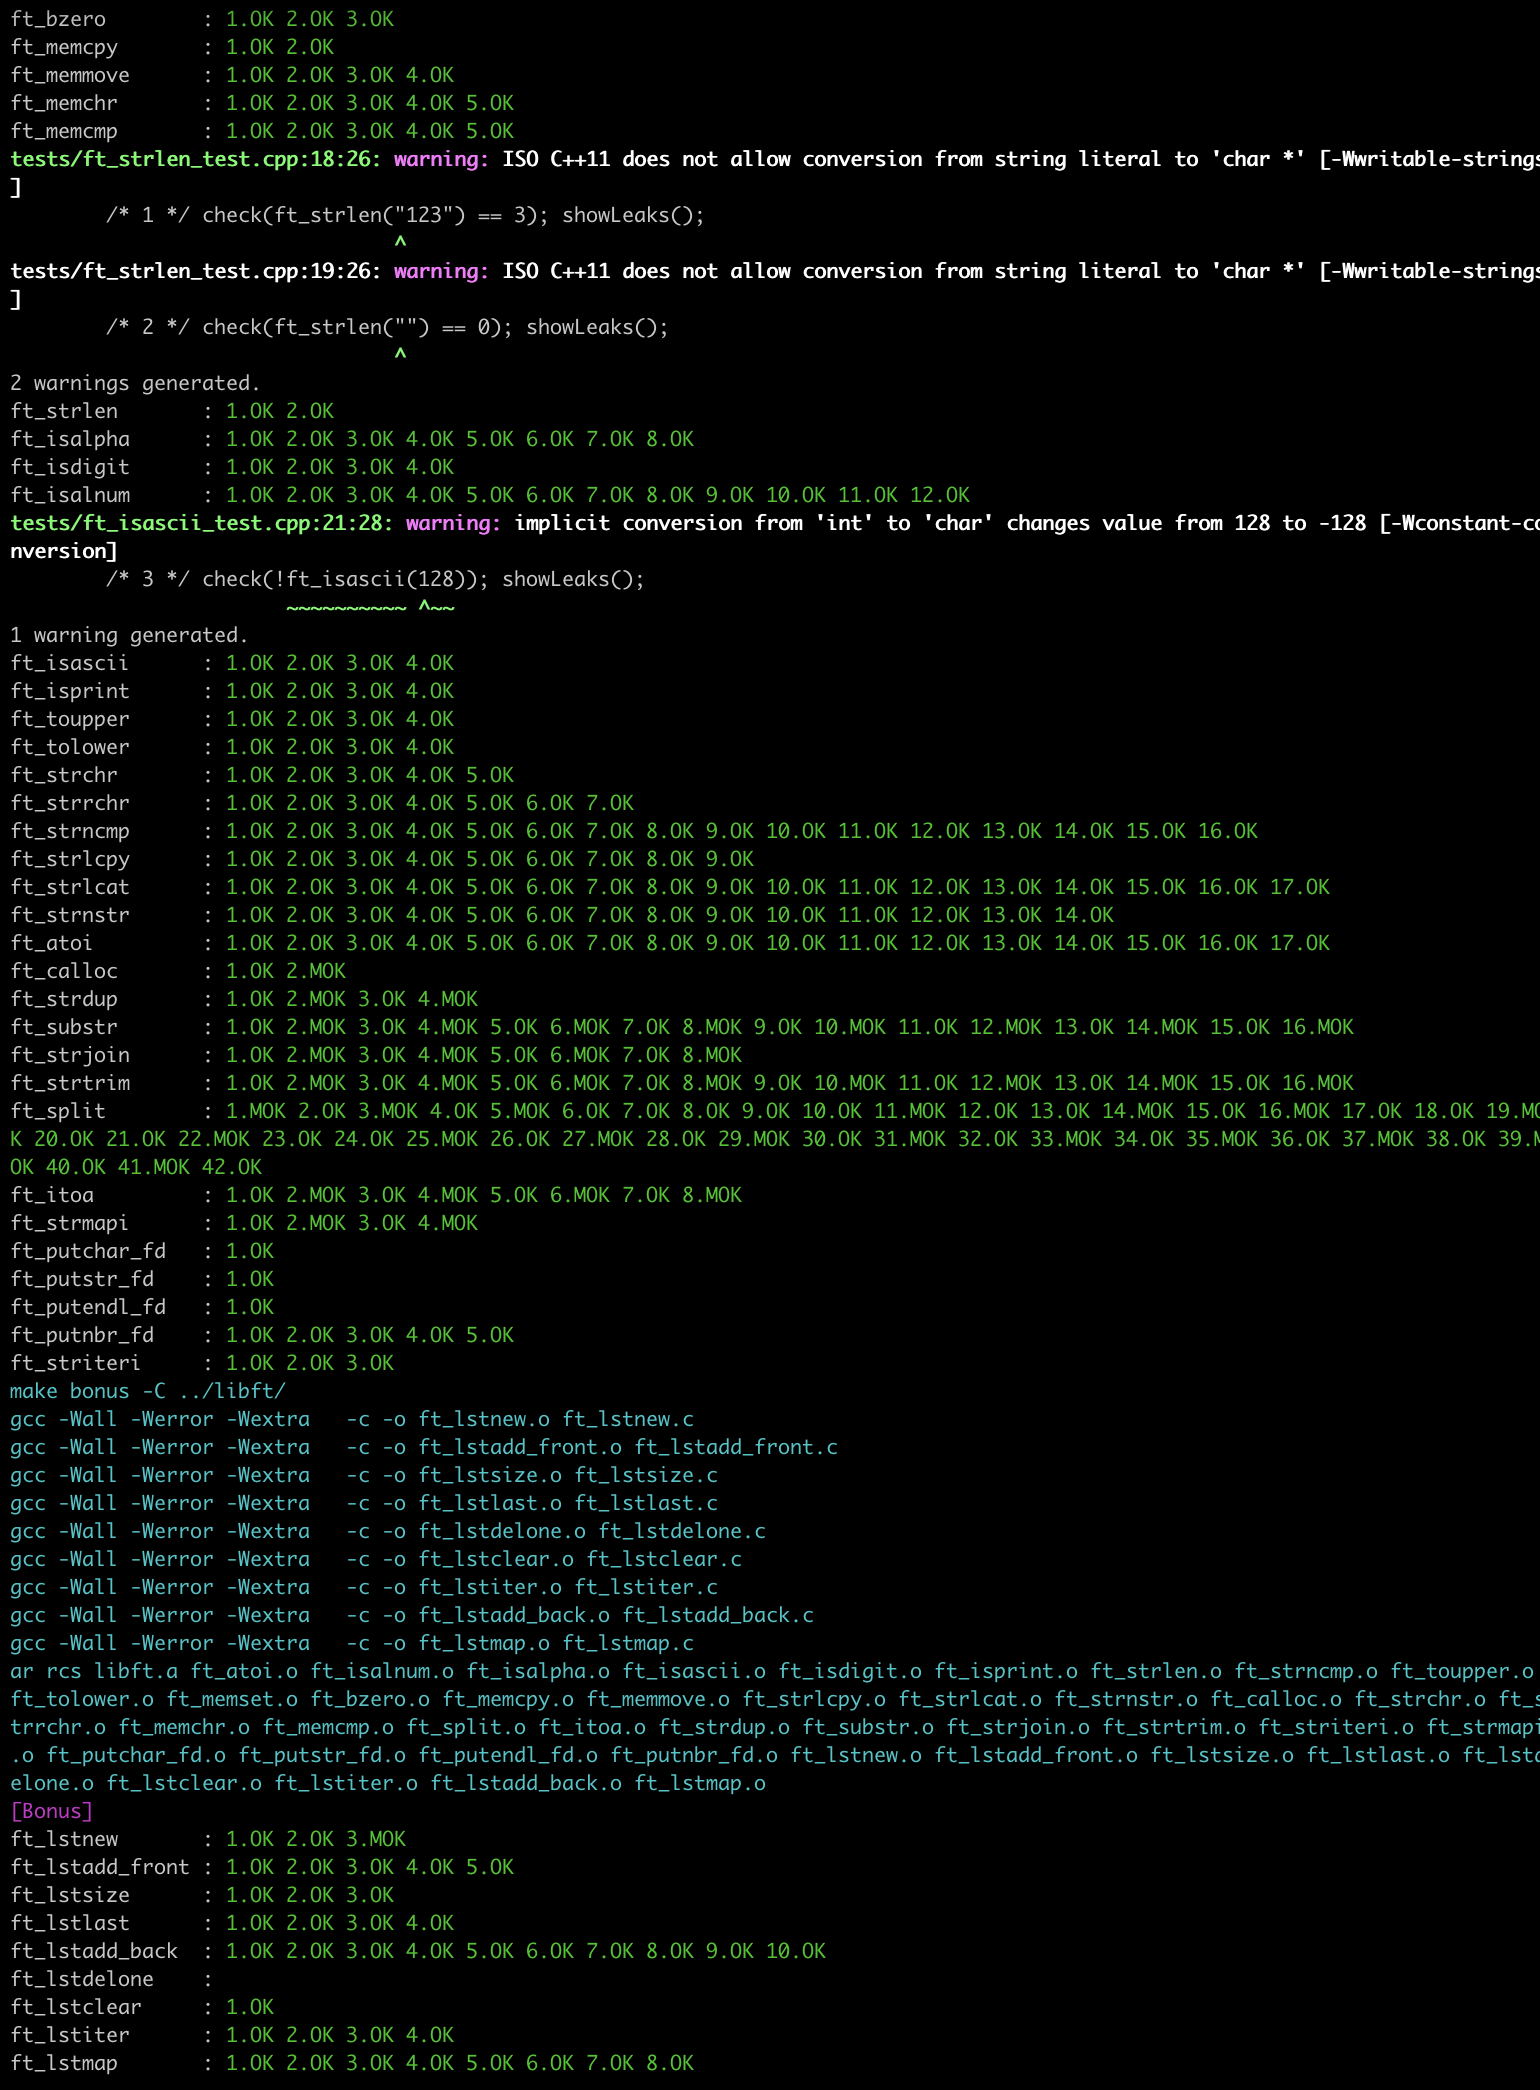 ft_bzero        : 1.OK 2.OK 3.OK
ft_memcpy       : 1.OK 2.OK
ft_memmove      : 1.OK 2.OK 3.OK 4.OK
ft_memchr       : 1.OK 2.OK 3.OK 4.OK 5.OK
ft_memcmp       : 1.OK 2.OK 3.OK 4.OK 5.OK
tests/ft_strlen_test.cpp:18:26: warning: ISO C++11 does not allow conversion from string literal to 'char *' [-Wwritable-strings
]
        /* 1 */ check(ft_strlen("123") == 3); showLeaks();
                                ^
tests/ft_strlen_test.cpp:19:26: warning: ISO C++11 does not allow conversion from string literal to 'char *' [-Wwritable-strings
]
        /* 2 */ check(ft_strlen("") == 0); showLeaks();
                                ^
2 warnings generated.
ft_strlen       : 1.OK 2.OK
ft_isalpha      : 1.OK 2.OK 3.OK 4.OK 5.OK 6.OK 7.OK 8.OK
ft_isdigit      : 1.OK 2.OK 3.OK 4.OK
ft_isalnum      : 1.OK 2.OK 3.OK 4.OK 5.OK 6.OK 7.OK 8.OK 9.OK 10.OK 11.OK 12.OK
tests/ft_isascii_test.cpp:21:28: warning: implicit conversion from 'int' to 'char' changes value from 128 to -128 [-Wconstant-co
nversion]
        /* 3 */ check(!ft_isascii(128)); showLeaks();
                       ~~~~~~~~~~ ^~~
1 warning generated.
ft_isascii      : 1.OK 2.OK 3.OK 4.OK
ft_isprint      : 1.OK 2.OK 3.OK 4.OK
ft_toupper      : 1.OK 2.OK 3.OK 4.OK
ft_tolower      : 1.OK 2.OK 3.OK 4.OK
ft_strchr       : 1.OK 2.OK 3.OK 4.OK 5.OK
ft_strrchr      : 1.OK 2.OK 3.OK 4.OK 5.OK 6.OK 7.OK
ft_strncmp      : 1.OK 2.OK 3.OK 4.OK 5.OK 6.OK 7.OK 8.OK 9.OK 10.OK 11.OK 12.OK 13.OK 14.OK 15.OK 16.OK
ft_strlcpy      : 1.OK 2.OK 3.OK 4.OK 5.OK 6.OK 7.OK 8.OK 9.OK
ft_strlcat      : 1.OK 2.OK 3.OK 4.OK 5.OK 6.OK 7.OK 8.OK 9.OK 10.OK 11.OK 12.OK 13.OK 14.OK 15.OK 16.OK 17.OK
ft_strnstr      : 1.OK 2.OK 3.OK 4.OK 5.OK 6.OK 7.OK 8.OK 9.OK 10.OK 11.OK 12.OK 13.OK 14.OK
ft_atoi         : 1.OK 2.OK 3.OK 4.OK 5.OK 6.OK 7.OK 8.OK 9.OK 10.OK 11.OK 12.OK 13.OK 14.OK 15.OK 16.OK 17.OK
ft_calloc       : 1.OK 2.MOK
ft_strdup       : 1.OK 2.MOK 3.OK 4.MOK
ft_substr       : 1.OK 2.MOK 3.OK 4.MOK 5.OK 6.MOK 7.OK 8.MOK 9.OK 10.MOK 11.OK 12.MOK 13.OK 14.MOK 15.OK 16.MOK
ft_strjoin      : 1.OK 2.MOK 3.OK 4.MOK 5.OK 6.MOK 7.OK 8.MOK
ft_strtrim      : 1.OK 2.MOK 3.OK 4.MOK 5.OK 6.MOK 7.OK 8.MOK 9.OK 10.MOK 11.OK 12.MOK 13.OK 14.MOK 15.OK 16.MOK
ft_split        : 1.MOK 2.OK 3.MOK 4.OK 5.MOK 6.OK 7.OK 8.OK 9.OK 10.OK 11.MOK 12.OK 13.OK 14.MOK 15.OK 16.MOK 17.OK 18.OK 19.MO
K 20.OK 21.OK 22.MOK 23.OK 24.OK 25.MOK 26.OK 27.MOK 28.OK 29.MOK 30.OK 31.MOK 32.OK 33.MOK 34.OK 35.MOK 36.OK 37.MOK 38.OK 39.M
OK 40.OK 41.MOK 42.OK
ft_itoa         : 1.OK 2.MOK 3.OK 4.MOK 5.OK 6.MOK 7.OK 8.MOK
ft_strmapi      : 1.OK 2.MOK 3.OK 4.MOK
ft_putchar_fd   : 1.OK
ft_putstr_fd    : 1.OK
ft_putendl_fd   : 1.OK
ft_putnbr_fd    : 1.OK 2.OK 3.OK 4.OK 5.OK
ft_striteri     : 1.OK 2.OK 3.OK
make bonus -C ../libft/
gcc -Wall -Werror -Wextra   -c -o ft_lstnew.o ft_lstnew.c
gcc -Wall -Werror -Wextra   -c -o ft_lstadd_front.o ft_lstadd_front.c
gcc -Wall -Werror -Wextra   -c -o ft_lstsize.o ft_lstsize.c
gcc -Wall -Werror -Wextra   -c -o ft_lstlast.o ft_lstlast.c
gcc -Wall -Werror -Wextra   -c -o ft_lstdelone.o ft_lstdelone.c
gcc -Wall -Werror -Wextra   -c -o ft_lstclear.o ft_lstclear.c
gcc -Wall -Werror -Wextra   -c -o ft_lstiter.o ft_lstiter.c
gcc -Wall -Werror -Wextra   -c -o ft_lstadd_back.o ft_lstadd_back.c
gcc -Wall -Werror -Wextra   -c -o ft_lstmap.o ft_lstmap.c
ar rcs libft.a ft_atoi.o ft_isalnum.o ft_isalpha.o ft_isascii.o ft_isdigit.o ft_isprint.o ft_strlen.o ft_strncmp.o ft_toupper.o
ft_tolower.o ft_memset.o ft_bzero.o ft_memcpy.o ft_memmove.o ft_strlcpy.o ft_strlcat.o ft_strnstr.o ft_calloc.o ft_strchr.o ft_s
trrchr.o ft_memchr.o ft_memcmp.o ft_split.o ft_itoa.o ft_strdup.o ft_substr.o ft_strjoin.o ft_strtrim.o ft_striteri.o ft_strmapi
.o ft_putchar_fd.o ft_putstr_fd.o ft_putendl_fd.o ft_putnbr_fd.o ft_lstnew.o ft_lstadd_front.o ft_lstsize.o ft_lstlast.o ft_lstd
elone.o ft_lstclear.o ft_lstiter.o ft_lstadd_back.o ft_lstmap.o
[Bonus]
ft_lstnew       : 1.OK 2.OK 3.MOK
ft_lstadd_front : 1.OK 2.OK 3.OK 4.OK 5.OK
ft_lstsize      : 1.OK 2.OK 3.OK
ft_lstlast      : 1.OK 2.OK 3.OK 4.OK
ft_lstadd_back  : 1.OK 2.OK 3.OK 4.OK 5.OK 6.OK 7.OK 8.OK 9.OK 10.OK
ft_lstdelone    :
ft_lstclear     : 1.OK
ft_lstiter      : 1.OK 2.OK 3.OK 4.OK
ft_lstmap       : 1.OK 2.OK 3.OK 4.OK 5.OK 6.OK 7.OK 8.OK